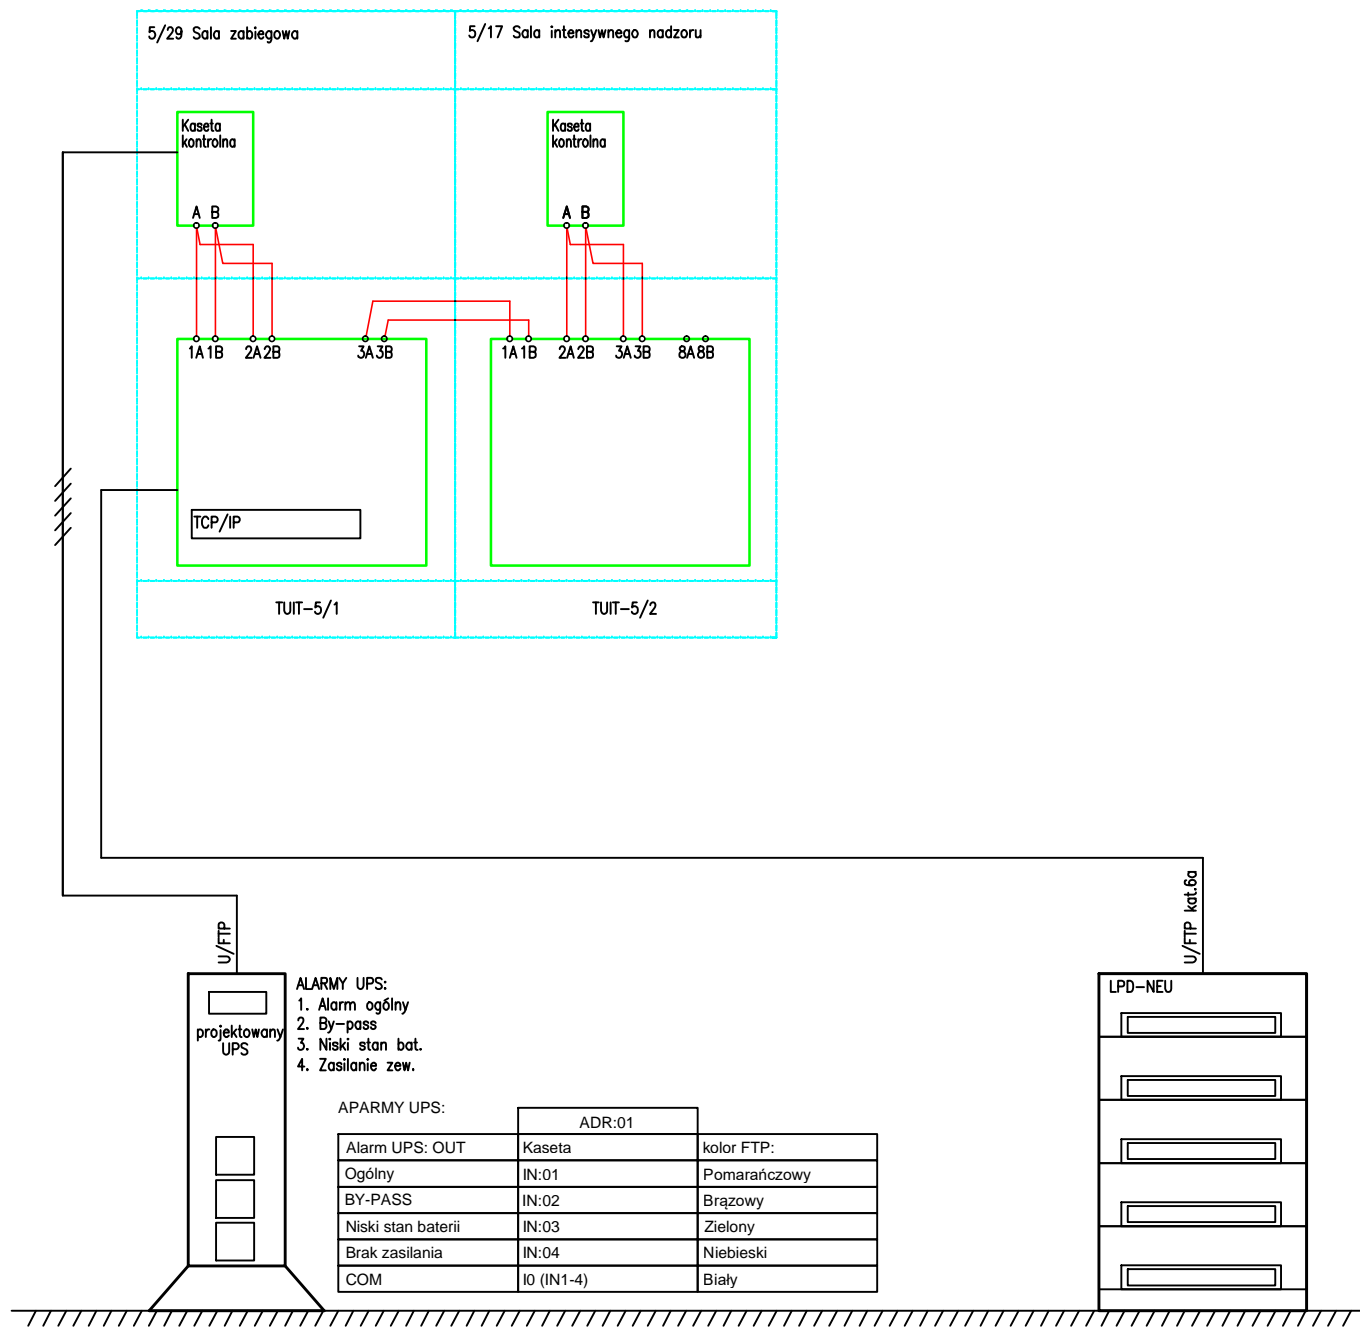 5/29 Sala zabiegowa
5/17 Sala intensywnego nadzoru
Kaseta
kontrolna
Kaseta
kontrolna
A B
A B
1A 1B 2A 2B 3A 3B
1A 1B 2A 2B 3A 3B 8A 8B
TCP/IP
TUIT-5/1
TUIT-5/2
U/FTP
U/FTP kat.6a
projektowany
UPS
ALARMY UPS:
1. Alarm ogólny
2. By-pass
3. Niski stan bat.
4. Zasilanie zew.
LPD-NEU
APARMY UPS:
ADR:01
Alarm UPS: OUT Kaseta kolor FTP:
Ogólny IN:01 Pomarańczowy
BY-PASS IN:02 Brązowy
Niski stan baterii IN:03 Zielony
Brak zasilania IN:04 Niebieski
COM I0 (IN1-4) Biały